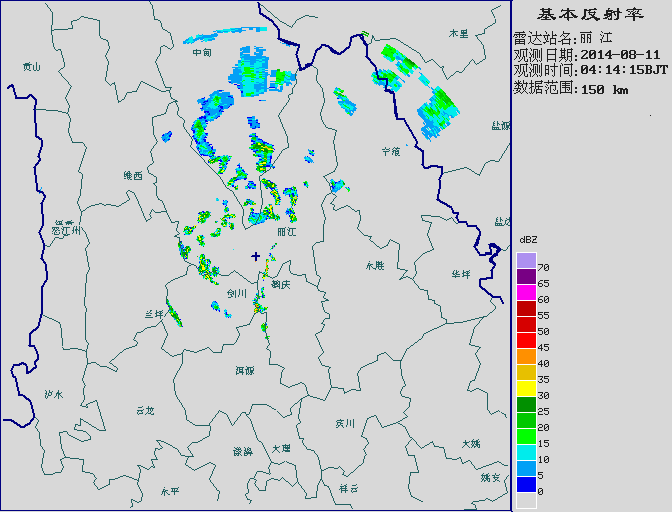 基本反射率
雷达站名:丽 江
观测日期:2014-08-11
观测时间:04:14:15BJT
数据范围:150 km
木里
中甸
贡山
盐源
宁蒗
维西
盐边
怒江州
丽江
永胜
华坪
鹤庆
剑川
兰坪
洱源
泸水
云龙
宾川
大姚
漾濞
大理
姚安
永平
祥云
dBZ
70
65
60
55
50
45
40
35
30
25
20
15
10
5
0